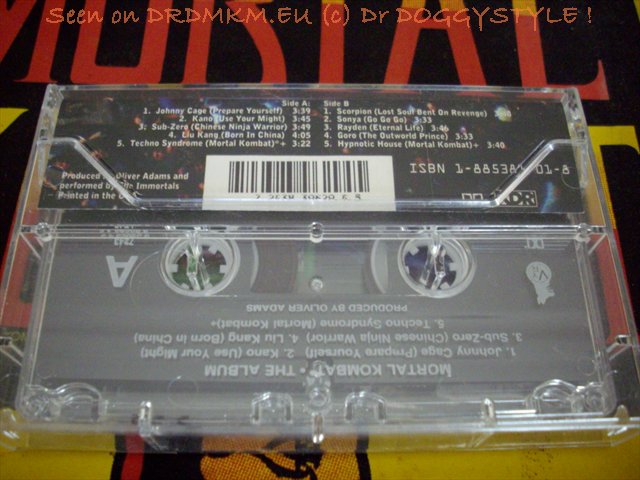 Seen on DRDMKM.EU (c) Dr DOGGYSTYLE !
MORTAL
Side A:
1. Johnny Cage (Prepare Yourself) 3:39
2. Kano (Use Your Might) 3:45
3. Sub-Zero (Chinese Ninja Warrior) 3:49
4. Liu Kang (Born in China) 4:05
5. Techno Syndrome (Mortal Kombat)*+ 3:22
Side B
1. Scorpion (Lost Soul Bent On Revenge)
2. Sonya (Go Go Go) 3:33
3. Rayden (Eternal Life) 3:46
4. Goro (The Outworld Prince)
5. Hypnotic House (Mortal Kombat)+ 3:40
Produced Oliver Adams and
performed by The Immortals
Printed in the
ISBN 1-885384 01-8
A
PRODUCED BY OLIVER ADAMS
5. Techno Syndrome (Mortal Kombat)+
3. Sub-Zero (Chinese Ninja Warrior) 4. Liu Kang (Born in China)
1. Johnny Cage (Prepare Yourself) 2. Kano (Use Your Might)
MORTAL KOMBAT • THE ALBUM